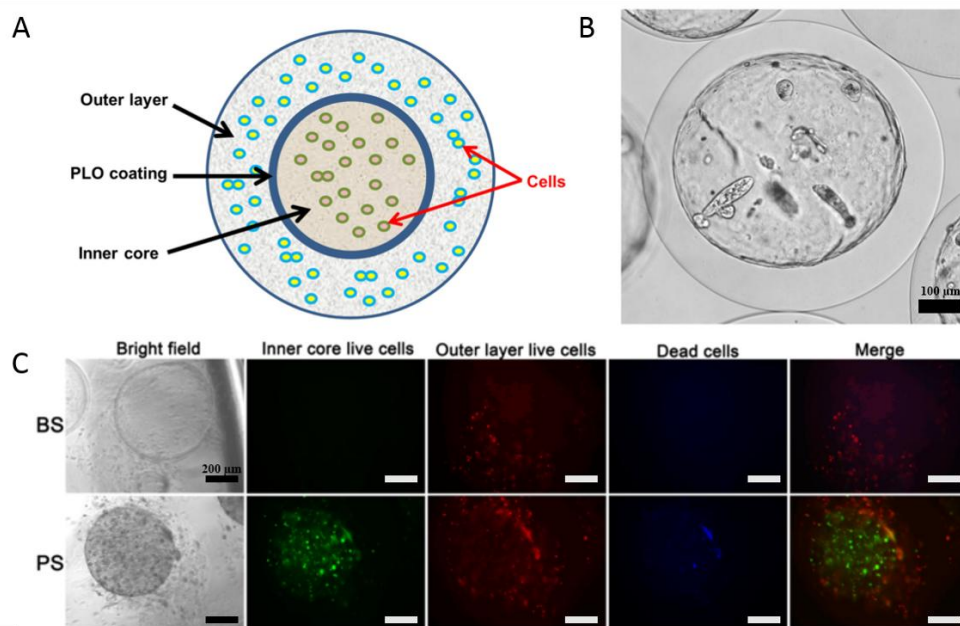 A
Outer layer
PLO coating
Inner core
Cells
B
100 µm
C
Bright field
Inner core live cells
Outer layer live cells
Dead cells
Merge
BS
200 µm
PS